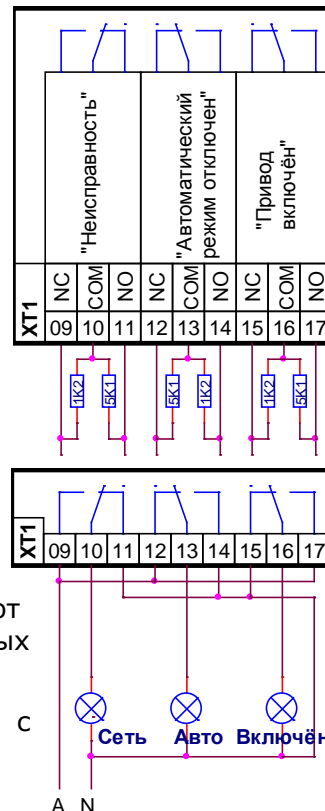 "Неисправность"
"Автоматический режим отключен"
"Привод включён"
XT1
NC COM NO NC COM NO NC COM NO
09 10 11 12 13 14 15 16 17
1K2 5K1 5K1 1K2 1K2 5K1
XT1 09 10 11 12 13 14 15 16 17
от
ых
с
Сеть Авто Включён
A N